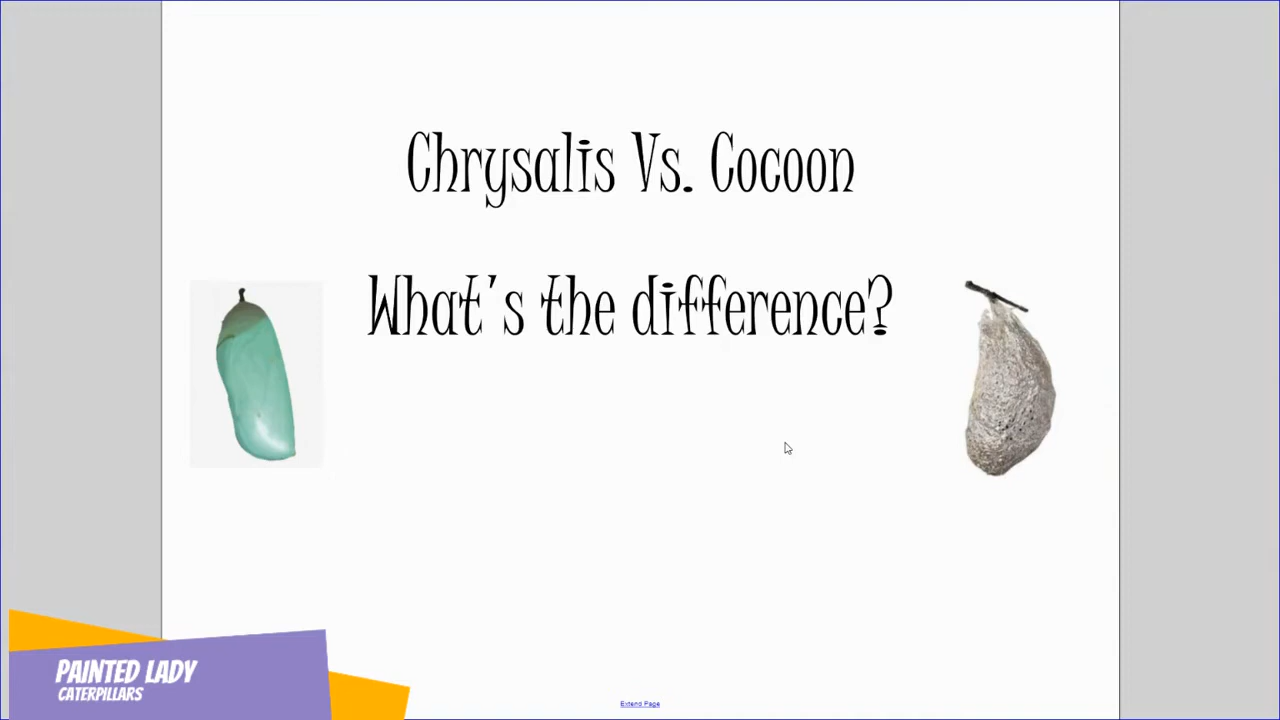 Chrysalis Vs. Cocoon
What's the difference?
PAINTED LADY
CATERPILLARS
Extend Page